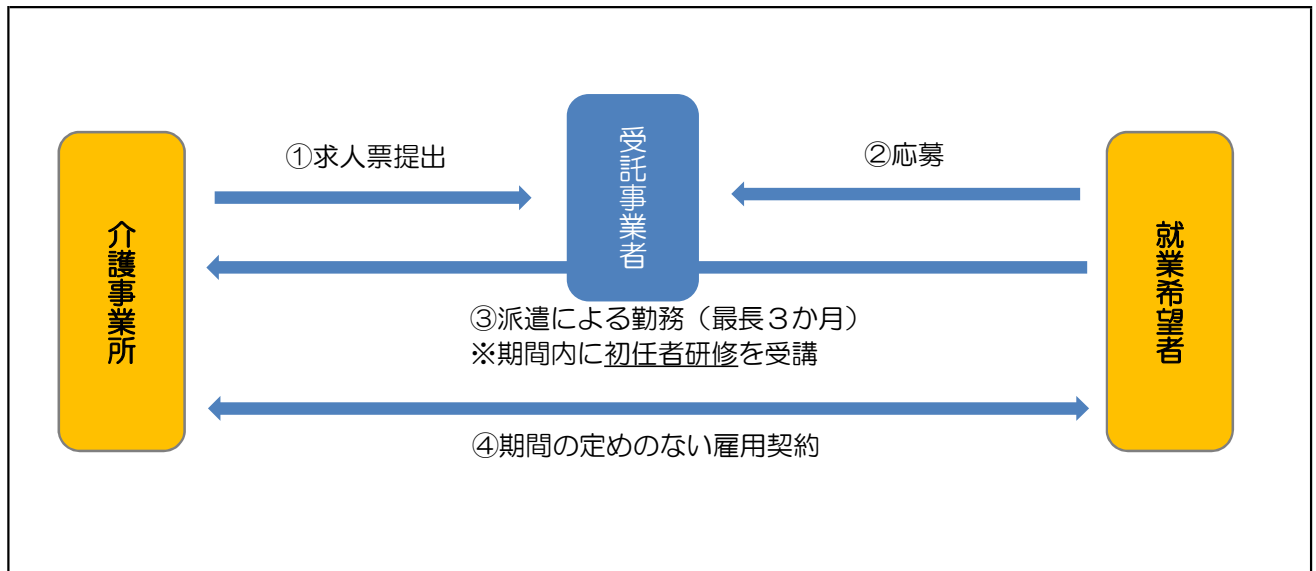 介護事業所
①求人票提出
受託事業者
②応募
就業希望者
③派遣による勤務（最長３か月）
※期間内に初任者研修を受講
④期間の定めのない雇用契約